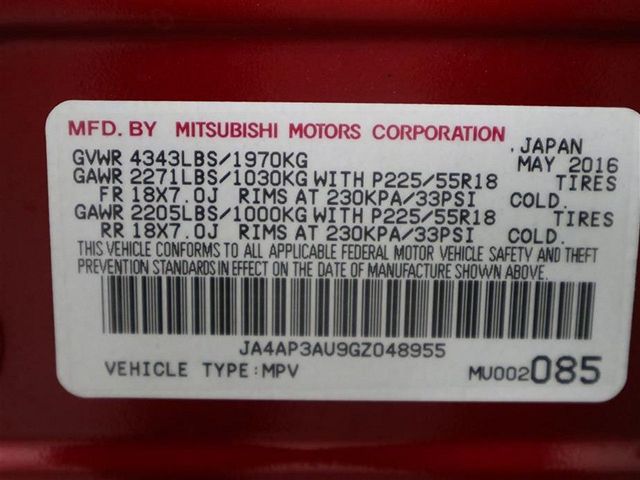 MFD. BY MITSUBISHI MOTORS CORPORATION , JAPAN
GVWR 4343LBS/1970KG MAY 2016
GAWR 2271LBS/1030KG WITH P225/55R18 TIRES
FR 18X7.0J RIMS AT 230KPA/33PSI COLD.
GAWR 2205LBS/1000KG WITH P225/55R18 TIRES
RR 18X7.0J RIMS AT 230KPA/33PSI COLD.
THIS VEHICLE CONFORMS TO ALL APPLICABLE FEDERAL MOTOR VEHICLE SAFETY AND THEFT
PREVENTION STANDARDS IN EFFECT ON THE DATE OF MANUFACTURE SHOWN ABOVE.
JA4AP3AU9GZ048955
VEHICLE TYPE:MPV MU002085